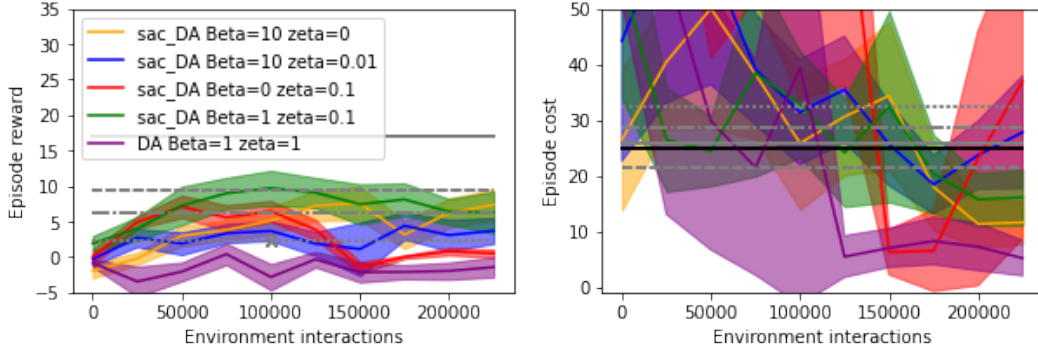 35
30
25
20
15
10
5
0
−5
Episode reward
sac_DA Beta=10 zeta=0
sac_DA Beta=10 zeta=0.01
sac_DA Beta=0 zeta=0.1
sac_DA Beta=1 zeta=0.1
DA Beta=1 zeta=1
0 50000 100000 150000 200000
Environment interactions
50
40
30
20
10
0
Episode cost
0 50000 100000 150000 200000
Environment interactions